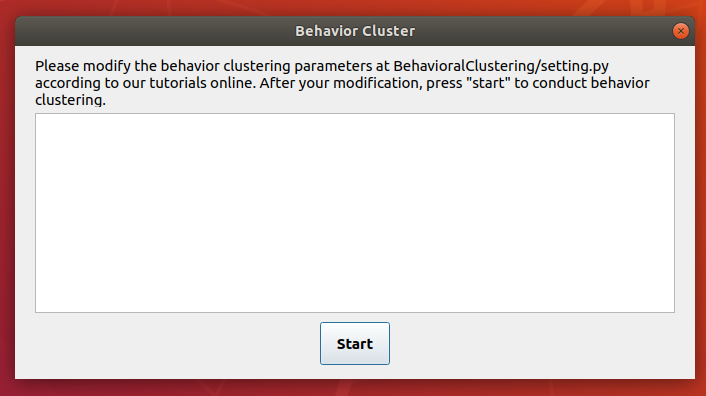 Behavior Cluster
Please modify the behavior clustering parameters at BehavioralClustering/setting.py
according to our tutorials online. After your modification, press "start" to conduct behavior
clustering.
Start